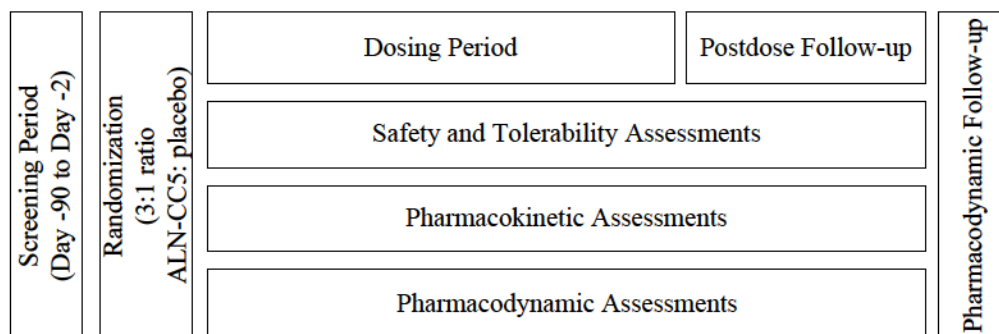 Screening Period
(Day -90 to Day -2)
Randomization
(3:1 ratio
ALN-CC5: placebo)
Dosing Period
Postdose Follow-up
Safety and Tolerability Assessments
Pharmacokinetic Assessments
Pharmacodynamic Assessments
Pharmacodynamic Follow-up